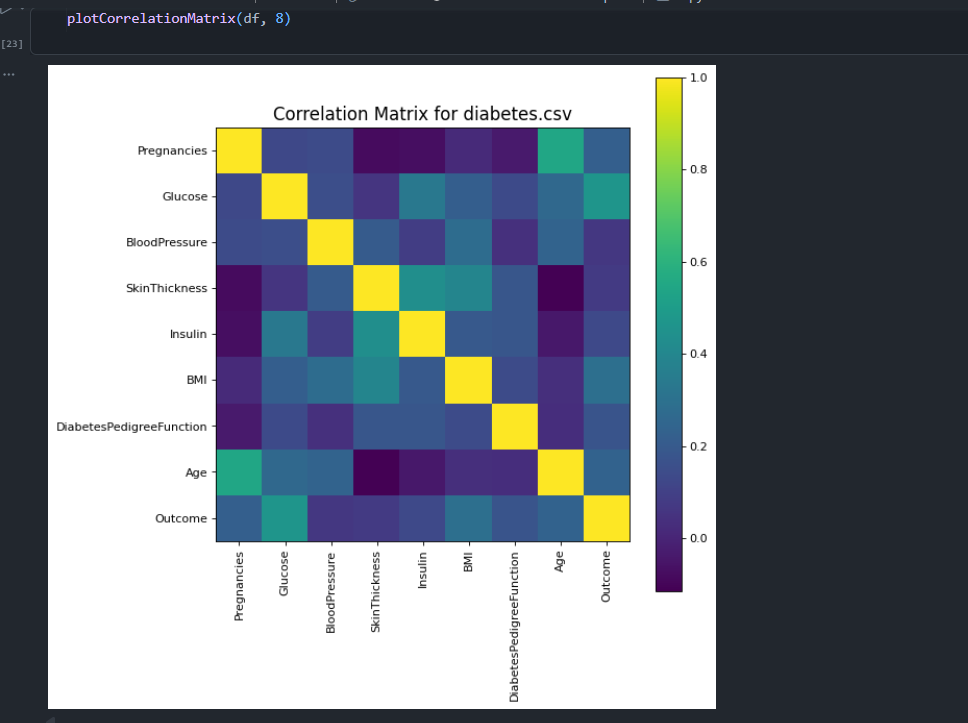 plotCorrelationMatrix(df, 8)
[23]
...
Correlation Matrix for diabetes.csv
1.0
0.8
0.6
0.4
0.2
0.0
Pregnancies
Glucose
BloodPressure
SkinThickness
Insulin
BMI
DiabetesPedigreeFunction
Age
Outcome
Pregnancies
Glucose
BloodPressure
SkinThickness
Insulin
BMI
DiabetesPedigreeFunction
Age
Outcome